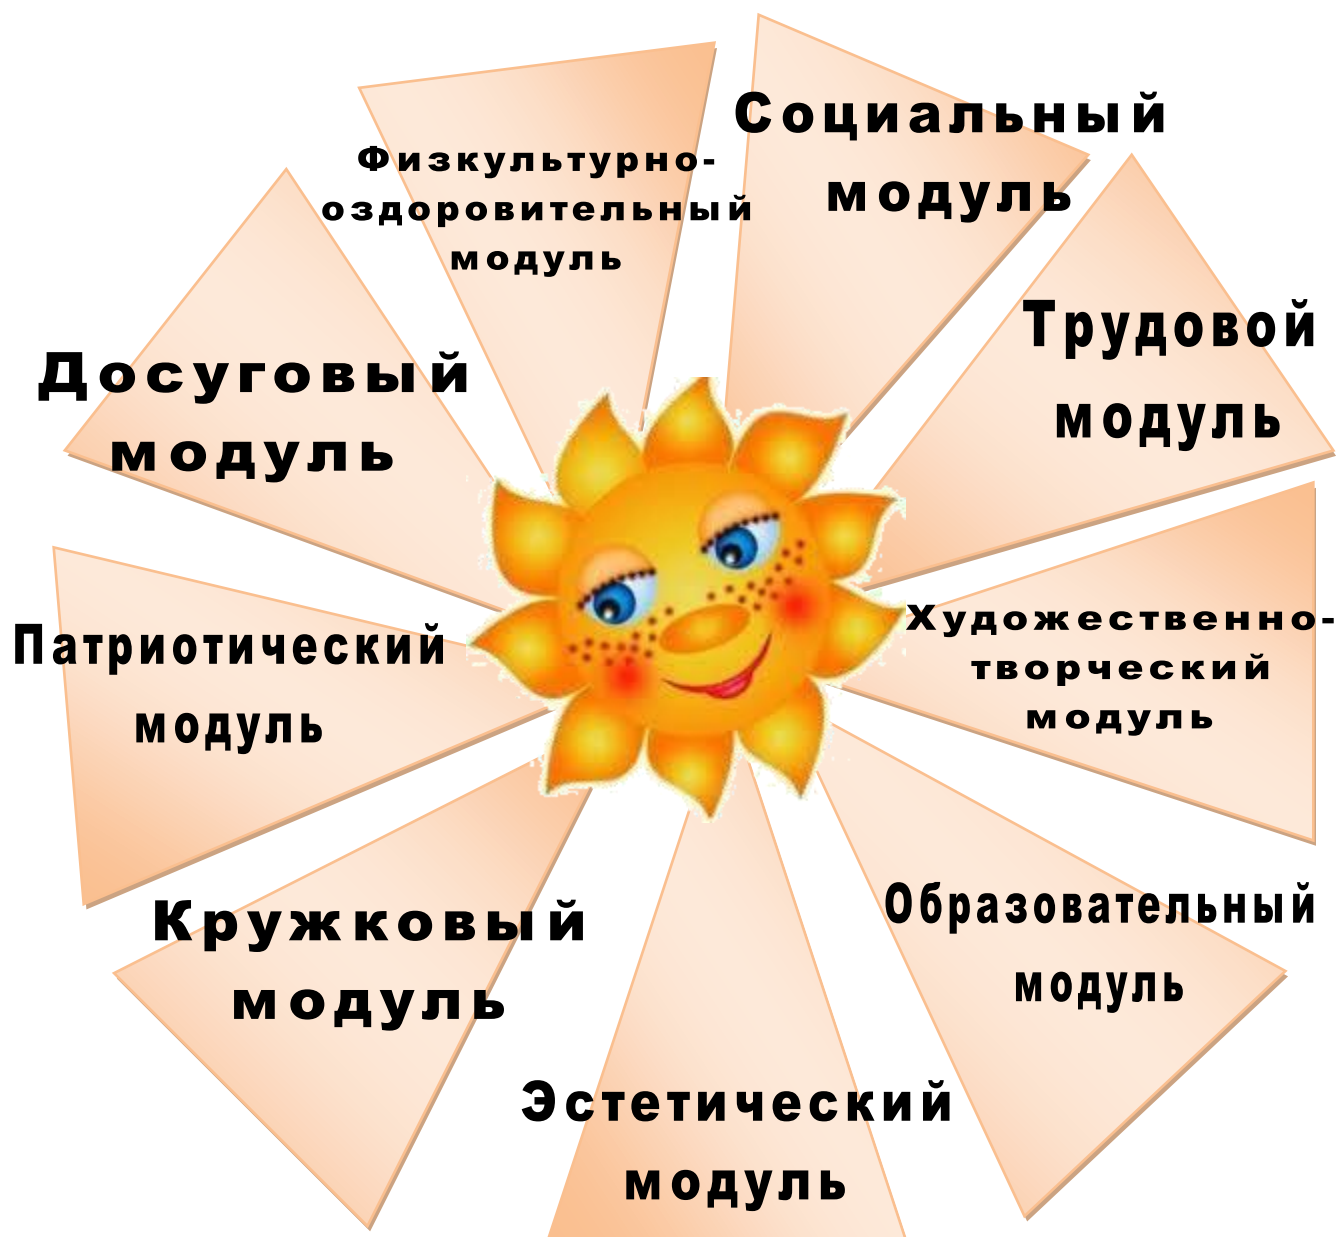 Социальный
модуль
Физкультурно-
оздоровительный
модуль
Трудовой
модуль
Досуговый
модуль
Художественно-
творческий
модуль
Патриотический
модуль
Образовательный
модуль
Кружковый
модуль
Эстетический
модуль